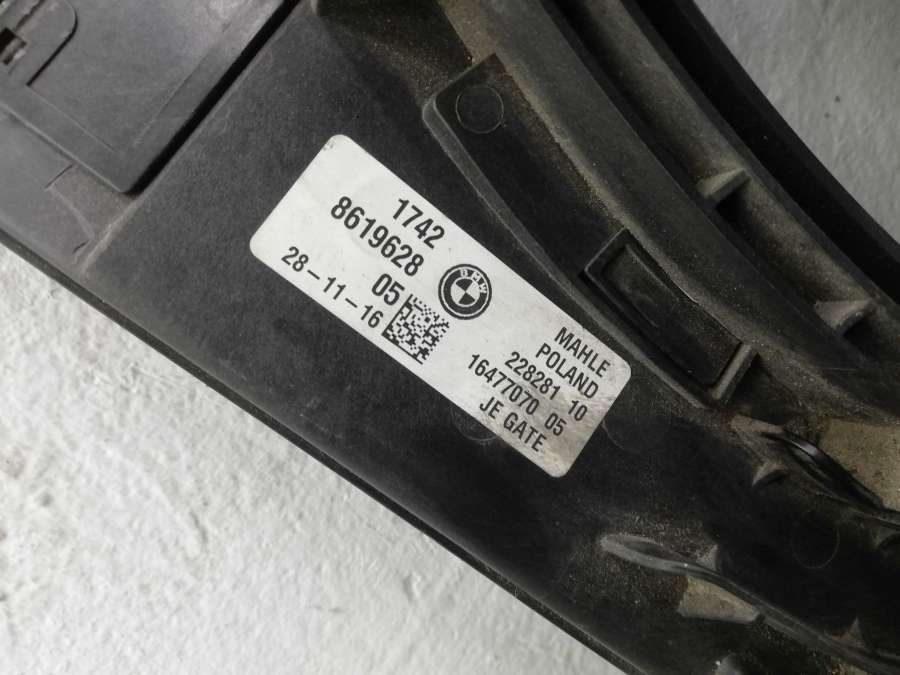 1742
8619628
05
28-11-16
BMW
MAHLE
POLAND
228281 10
16477070 05
JE GATE